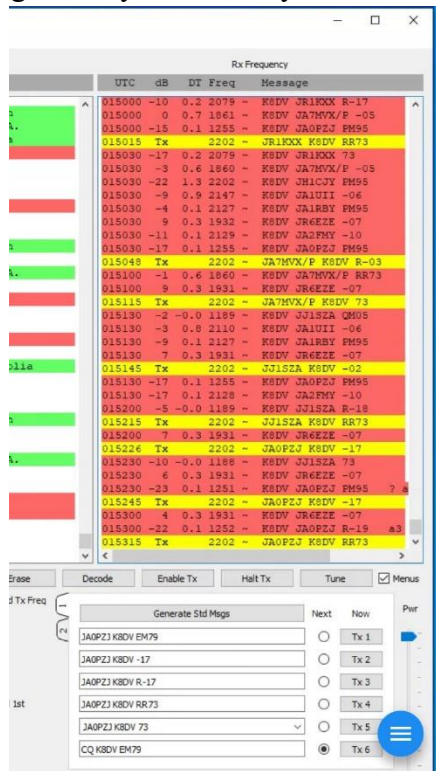 Rx Frequency
UTC dB DT Freq Message
015000 -10 0.2 2079 ~ K8DV JR1KXX R-17
015000 0 0.7 1861 ~ K8DV JA7MVX/P -05
015000 -15 0.1 1255 ~ K8DV JA0PZJ PM95
015015 Tx 2202 ~ JR1KXX K8DV RR73
015030 -17 0.2 2079 ~ K8DV JR1KXX 73
015030 -3 0.6 1860 ~ K8DV JA7MVX/P -05
015030 -22 1.3 2202 ~ K8DV JH1CJY PM95
015030 -9 0.9 2147 ~ K8DV JA1UII -06
015030 -4 0.1 2127 ~ K8DV JA1RBY PM95
015030 9 0.3 1932 ~ K8DV JR6EZE -07
015030 -11 0.1 2129 ~ K8DV JA2FMY -10
015030 -17 0.1 1255 ~ K8DV JA0PZJ PM95
015048 Tx 2202 ~ JA7MVX/P K8DV R-03
015100 -1 0.6 1860 ~ K8DV JA7MVX/P RR73
015100 9 0.3 1931 ~ K8DV JR6EZE -07
015115 Tx 2202 ~ JA7MVX/P K8DV 73
015130 -2 -0.0 1189 ~ K8DV JJ1SZA QM05
015130 -3 0.8 2110 ~ K8DV JA1UII -06
015130 -9 0.1 2127 ~ K8DV JA1RBY PM95
015130 7 0.3 1931 ~ K8DV JR6EZE -07
olia
015145 Tx 2202 ~ JJ1SZA K8DV -02
015130 -17 0.1 1255 ~ K8DV JA0PZJ PM95
015130 -17 0.1 2128 ~ K8DV JA2FMY -10
015200 -5 -0.0 1189 ~ K8DV JJ1SZA R-18
015215 Tx 2202 ~ JJ1SZA K8DV RR73
015200 7 0.3 1931 ~ K8DV JR6EZE -07
015226 Tx 2202 ~ JA0PZJ K8DV -17
015230 -10 -0.0 1188 ~ K8DV JJ1SZA 73
015230 6 0.3 1931 ~ K8DV JR6EZE -07
015230 -23 0.1 1251 ~ K8DV JA0PZJ PM95 ? a
015245 Tx 2202 ~ JA0PZJ K8DV -17
015300 4 0.3 1931 ~ K8DV JR6EZE -07
015300 -22 0.1 1252 ~ K8DV JA0PZJ R-19 a3
015315 Tx 2202 ~ JA0PZJ K8DV RR73
Erase Decode Enable Tx Halt Tx Tune Menus
d Tx Freq
1
2
Generate Std Msgs Next Now Pwr
JA0PZJ K8DV EM79 Tx 1
JA0PZJ K8DV -17 Tx 2
JA0PZJ K8DV R-17 Tx 3
1st
JA0PZJ K8DV RR73 Tx 4
JA0PZJ K8DV 73 Tx 5
CQ K8DV EM79 Tx 6